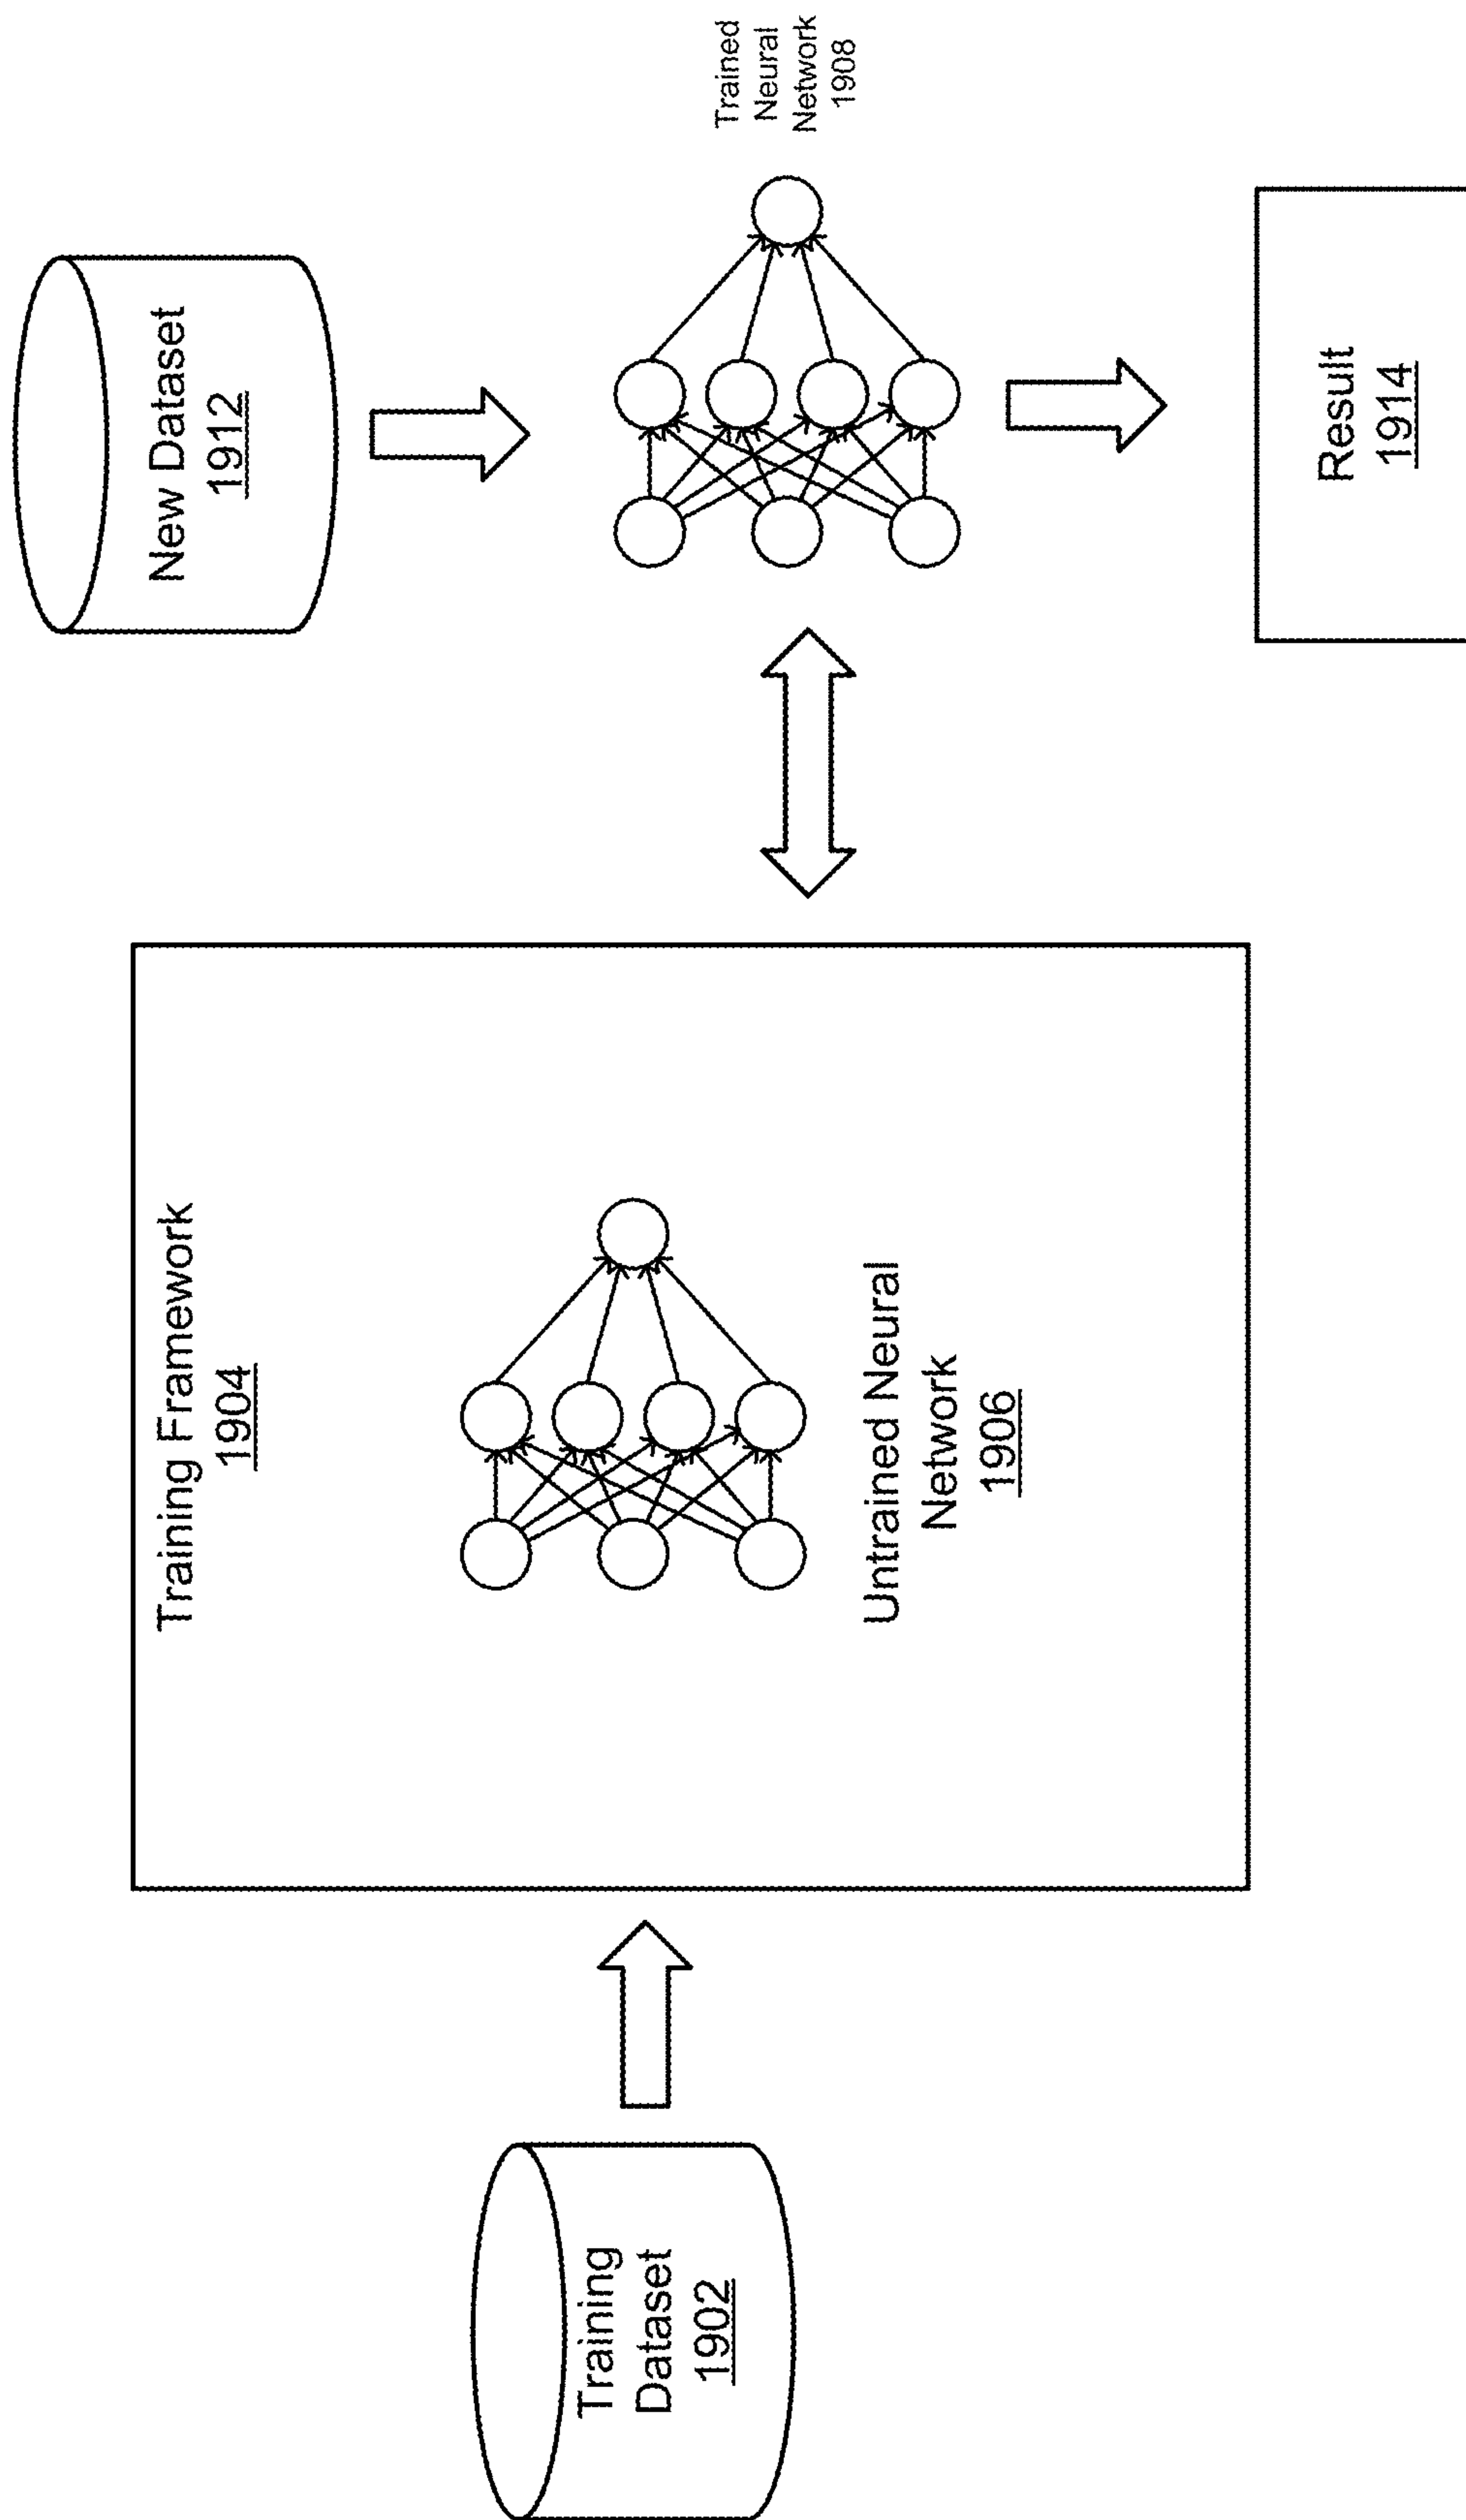 Training
Dataset
1902
Training Framework
1904
Untrained Neural
Network
1906
New Dataset
1912
Trained
Neural
Network
1908
Result
1914